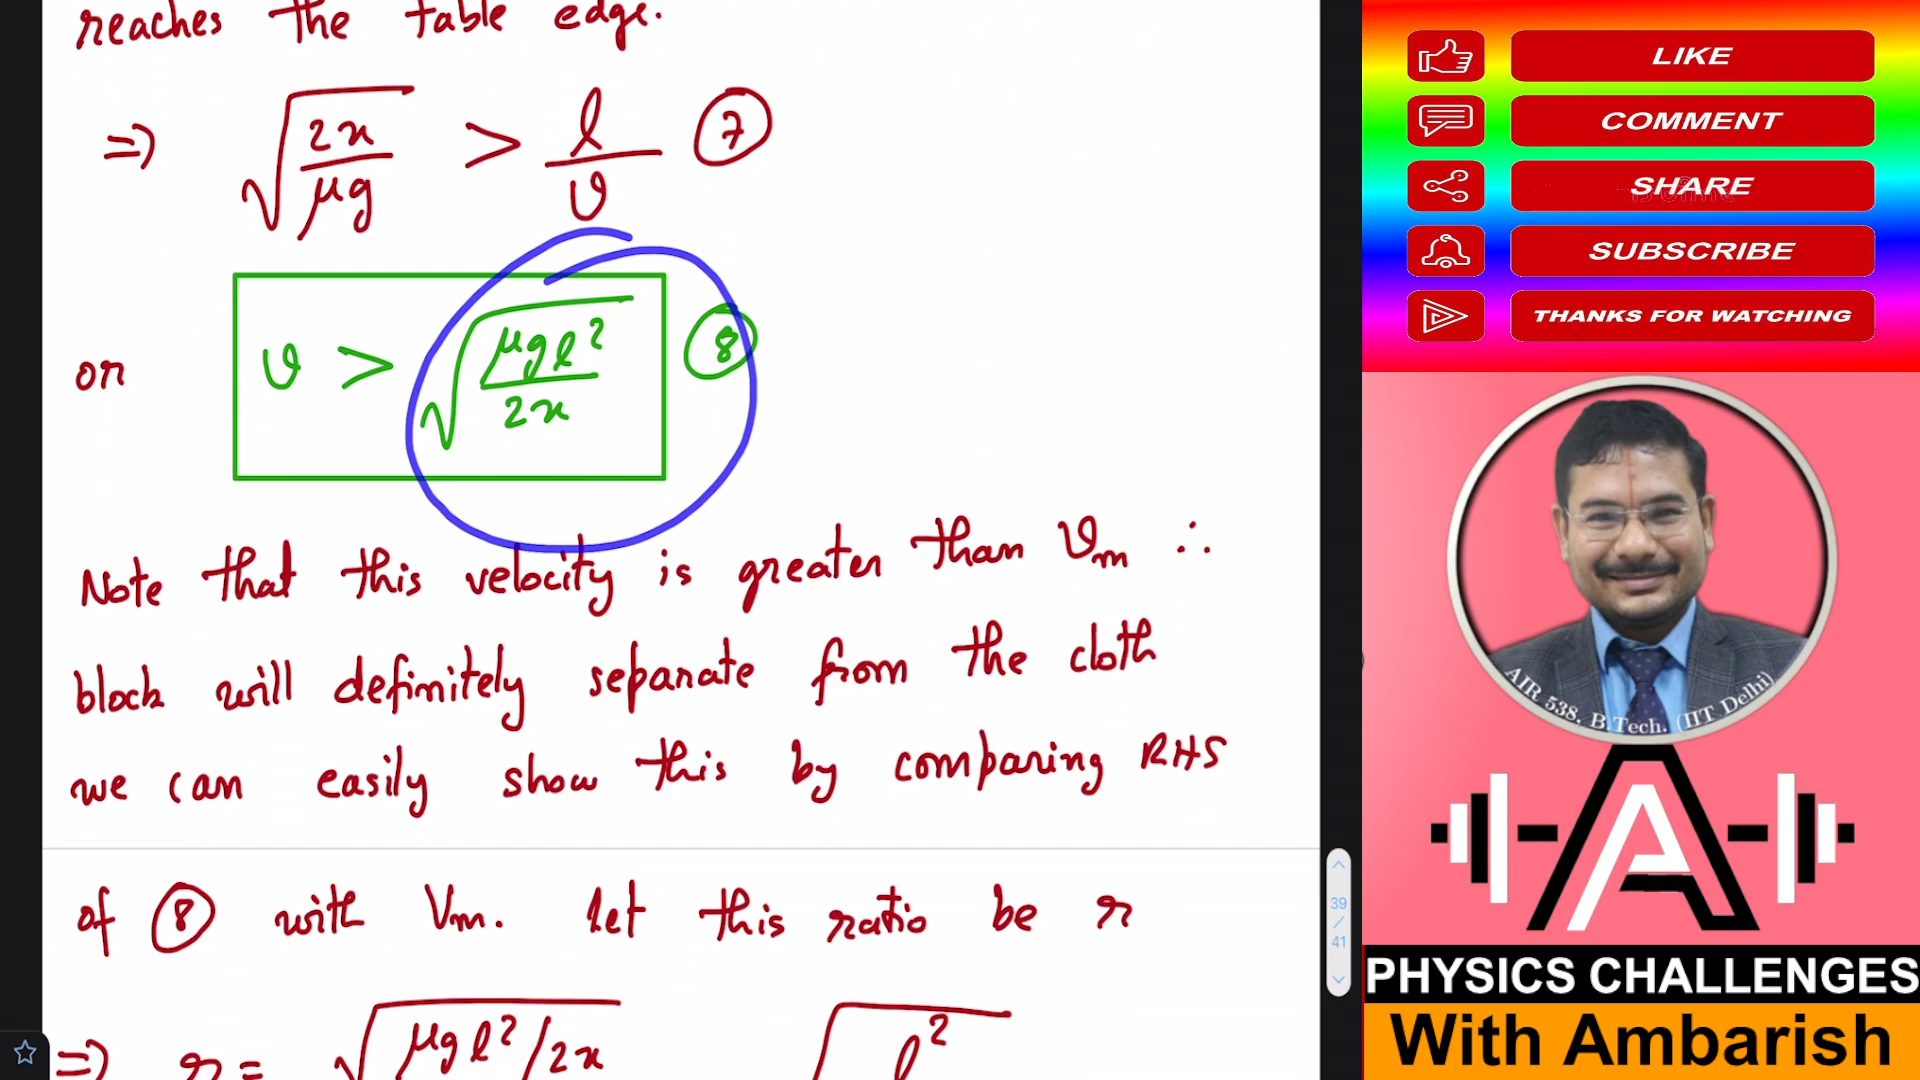 reaches the table edge.
=> √(2x/μg) > l/v ⑦
or v > √(μgl²/2x) ⑧
Note that this velocity is greater than vₘ ∴
block will definitely separate from the cloth
we can easily show this by comparing RHS
of ⑧ with Vₘ. Let this ratio be r
=> r = √(μgl²/2x √(l²
39
/
41
LIKE
COMMENT
SHARE
SUBSCRIBE
THANKS FOR WATCHING
AIR 538, B.Tech. (IIT Delhi)
A
PHYSICS CHALLENGES
With Ambarish